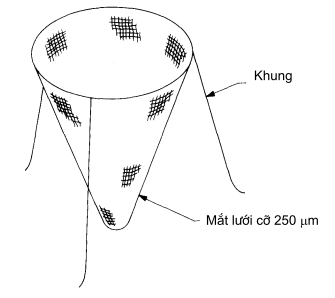 Khung
Mắt lưới cỡ 250 μm